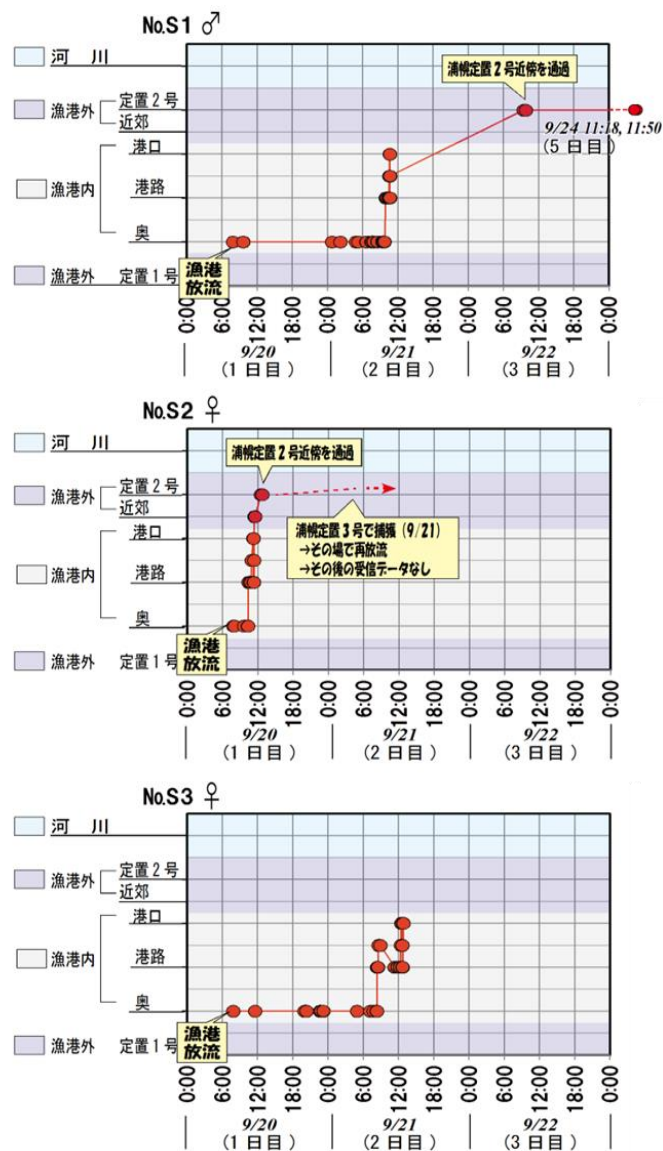 No.S1 ♂
河 川
漁港外
定置2号
近郊
港口
漁港内
港路
奥
漁港外 定置1号
浦幌定置2号近傍を通過
9/24 11:18, 11:50
(5日目)
漁港
放流
0:00 6:00 12:00 18:00 0:00 6:00 12:00 18:00 0:00 6:00 12:00 18:00 0:00
9/20 9/21 9/22
(1日目) (2日目) (3日目)
No.S2 ♀
河 川
漁港外
定置2号
近郊
港口
漁港内
港路
奥
漁港外 定置1号
浦幌定置2号近傍を通過
浦幌定置3号で捕獲(9/21)
→その場で再放流
→その後の受信データなし
漁港
放流
0:00 6:00 12:00 18:00 0:00 6:00 12:00 18:00 0:00 6:00 12:00 18:00 0:00
9/20 9/21 9/22
(1日目) (2日目) (3日目)
No.S3 ♀
河 川
漁港外
定置2号
近郊
港口
漁港内
港路
奥
漁港外 定置1号
漁港
放流
0:00 6:00 12:00 18:00 0:00 6:00 12:00 18:00 0:00 6:00 12:00 18:00 0:00
9/20 9/21 9/22
(1日目) (2日目) (3日目)